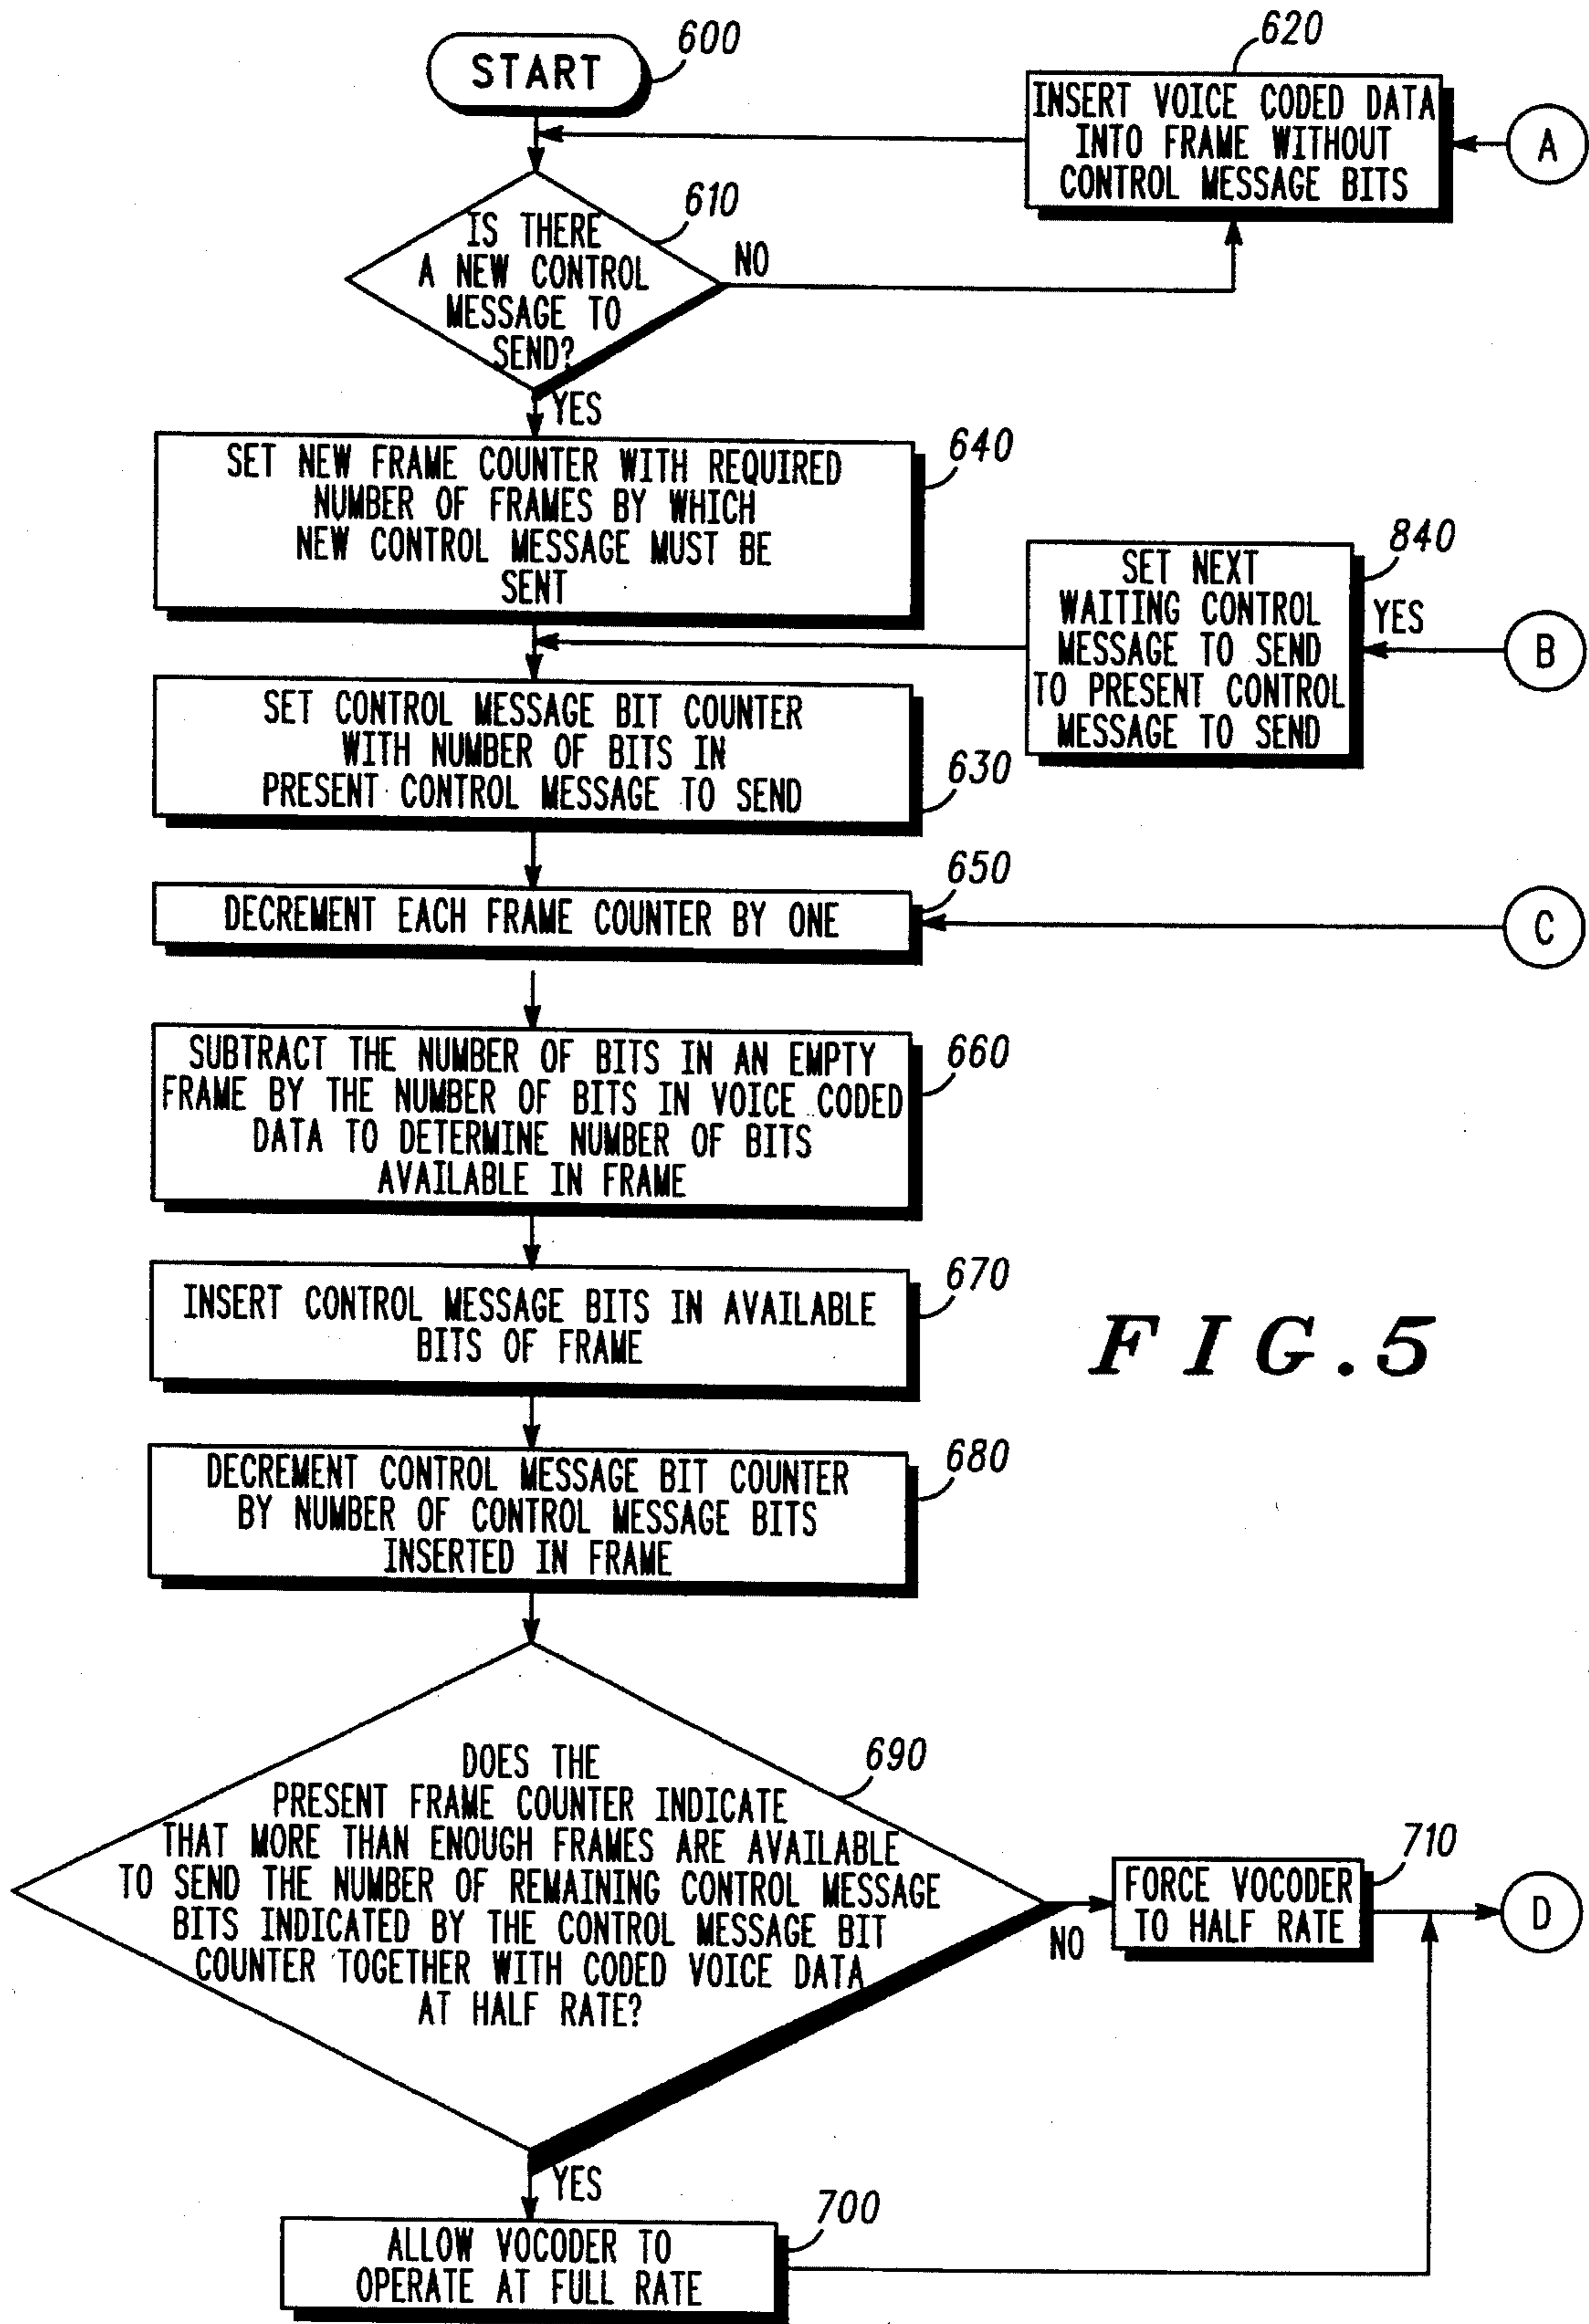 START
600
620
INSERT VOICE CODED DATA
INTO FRAME WITHOUT
CONTROL MESSAGE BITS
A
610
IS THERE
A NEW CONTROL
MESSAGE TO
SEND?
NO
YES
640
SET NEW FRAME COUNTER WITH REQUIRED
NUMBER OF FRAMES BY WHICH
NEW CONTROL MESSAGE MUST BE
SENT
840
SET NEXT
WAITING CONTROL
MESSAGE TO SEND
TO PRESENT CONTROL
MESSAGE TO SEND
YES
B
SET CONTROL MESSAGE BIT COUNTER
WITH NUMBER OF BITS IN
PRESENT CONTROL MESSAGE TO SEND
630
650
DECREMENT EACH FRAME COUNTER BY ONE
C
SUBTRACT THE NUMBER OF BITS IN AN EMPTY
FRAME BY THE NUMBER OF BITS IN VOICE CODED
DATA TO DETERMINE NUMBER OF BITS
AVAILABLE IN FRAME
660
INSERT CONTROL MESSAGE BITS IN AVAILABLE
BITS OF FRAME
670
FIG.5
DECREMENT CONTROL MESSAGE BIT COUNTER
BY NUMBER OF CONTROL MESSAGE BITS
INSERTED IN FRAME
680
690
DOES THE
PRESENT FRAME COUNTER INDICATE
THAT MORE THAN ENOUGH FRAMES ARE AVAILABLE
TO SEND THE NUMBER OF REMAINING CONTROL MESSAGE
BITS INDICATED BY THE CONTROL MESSAGE BIT
COUNTER TOGETHER WITH CODED VOICE DATA
AT HALF RATE?
NO
710
FORCE VOCODER
TO HALF RATE
D
YES
700
ALLOW VOCODER TO
OPERATE AT FULL RATE